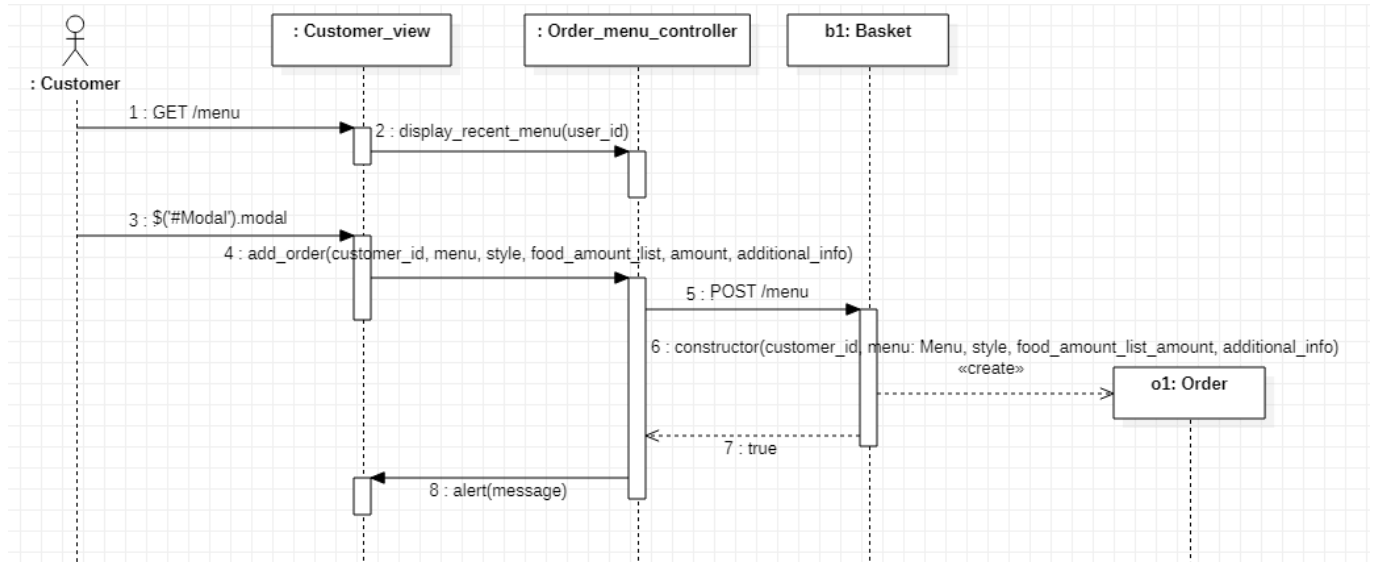 : Customer_view
: Order_menu_controller
b1: Basket
: Customer
1 : GET /menu
2 : display_recent_menu(user_id)
3 : $('#Modal').modal
4 : add_order(customer_id, menu, style, food_amount_list, amount, additional_info)
5 : POST /menu
6 : constructor(customer_id, menu: Menu, style, food_amount_list_amount, additional_info)
«create»
o1: Order
7 : true
8 : alert(message)